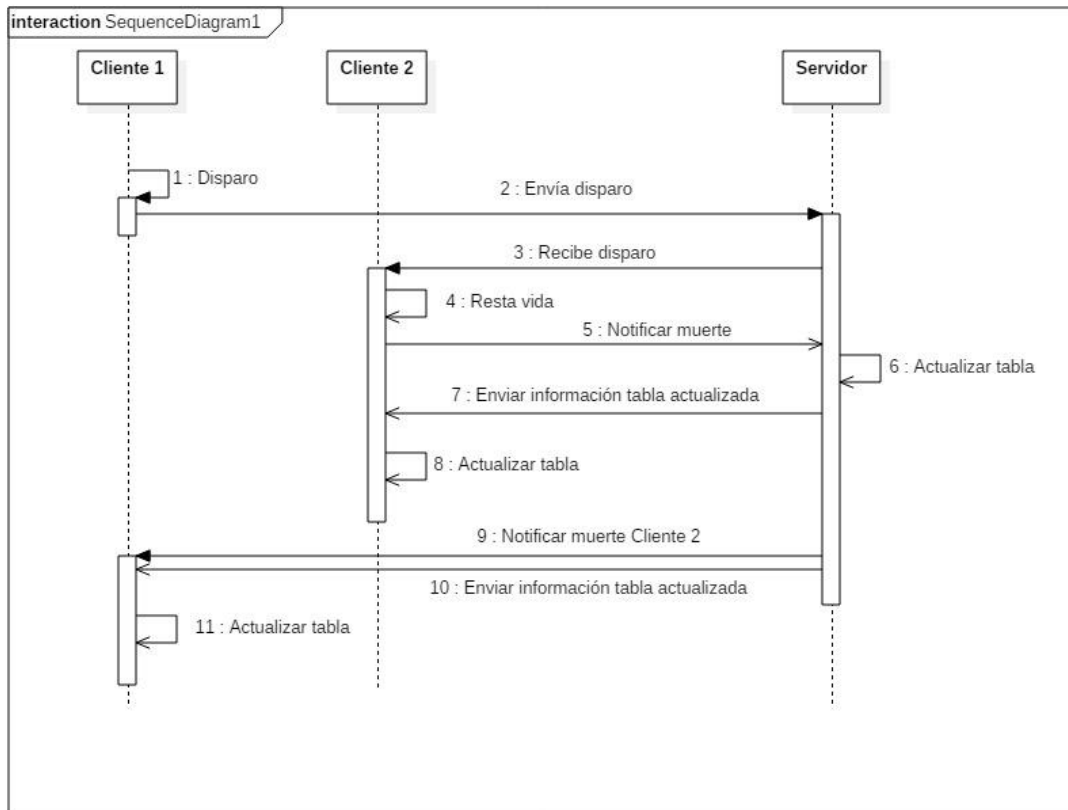 interaction SequenceDiagram1
Cliente 1
Cliente 2
Servidor
1 : Disparo
2 : Envía disparo
3 : Recibe disparo
4 : Resta vida
5 : Notificar muerte
6 : Actualizar tabla
7 : Enviar información tabla actualizada
8 : Actualizar tabla
9 : Notificar muerte Cliente 2
10 : Enviar información tabla actualizada
11 : Actualizar tabla